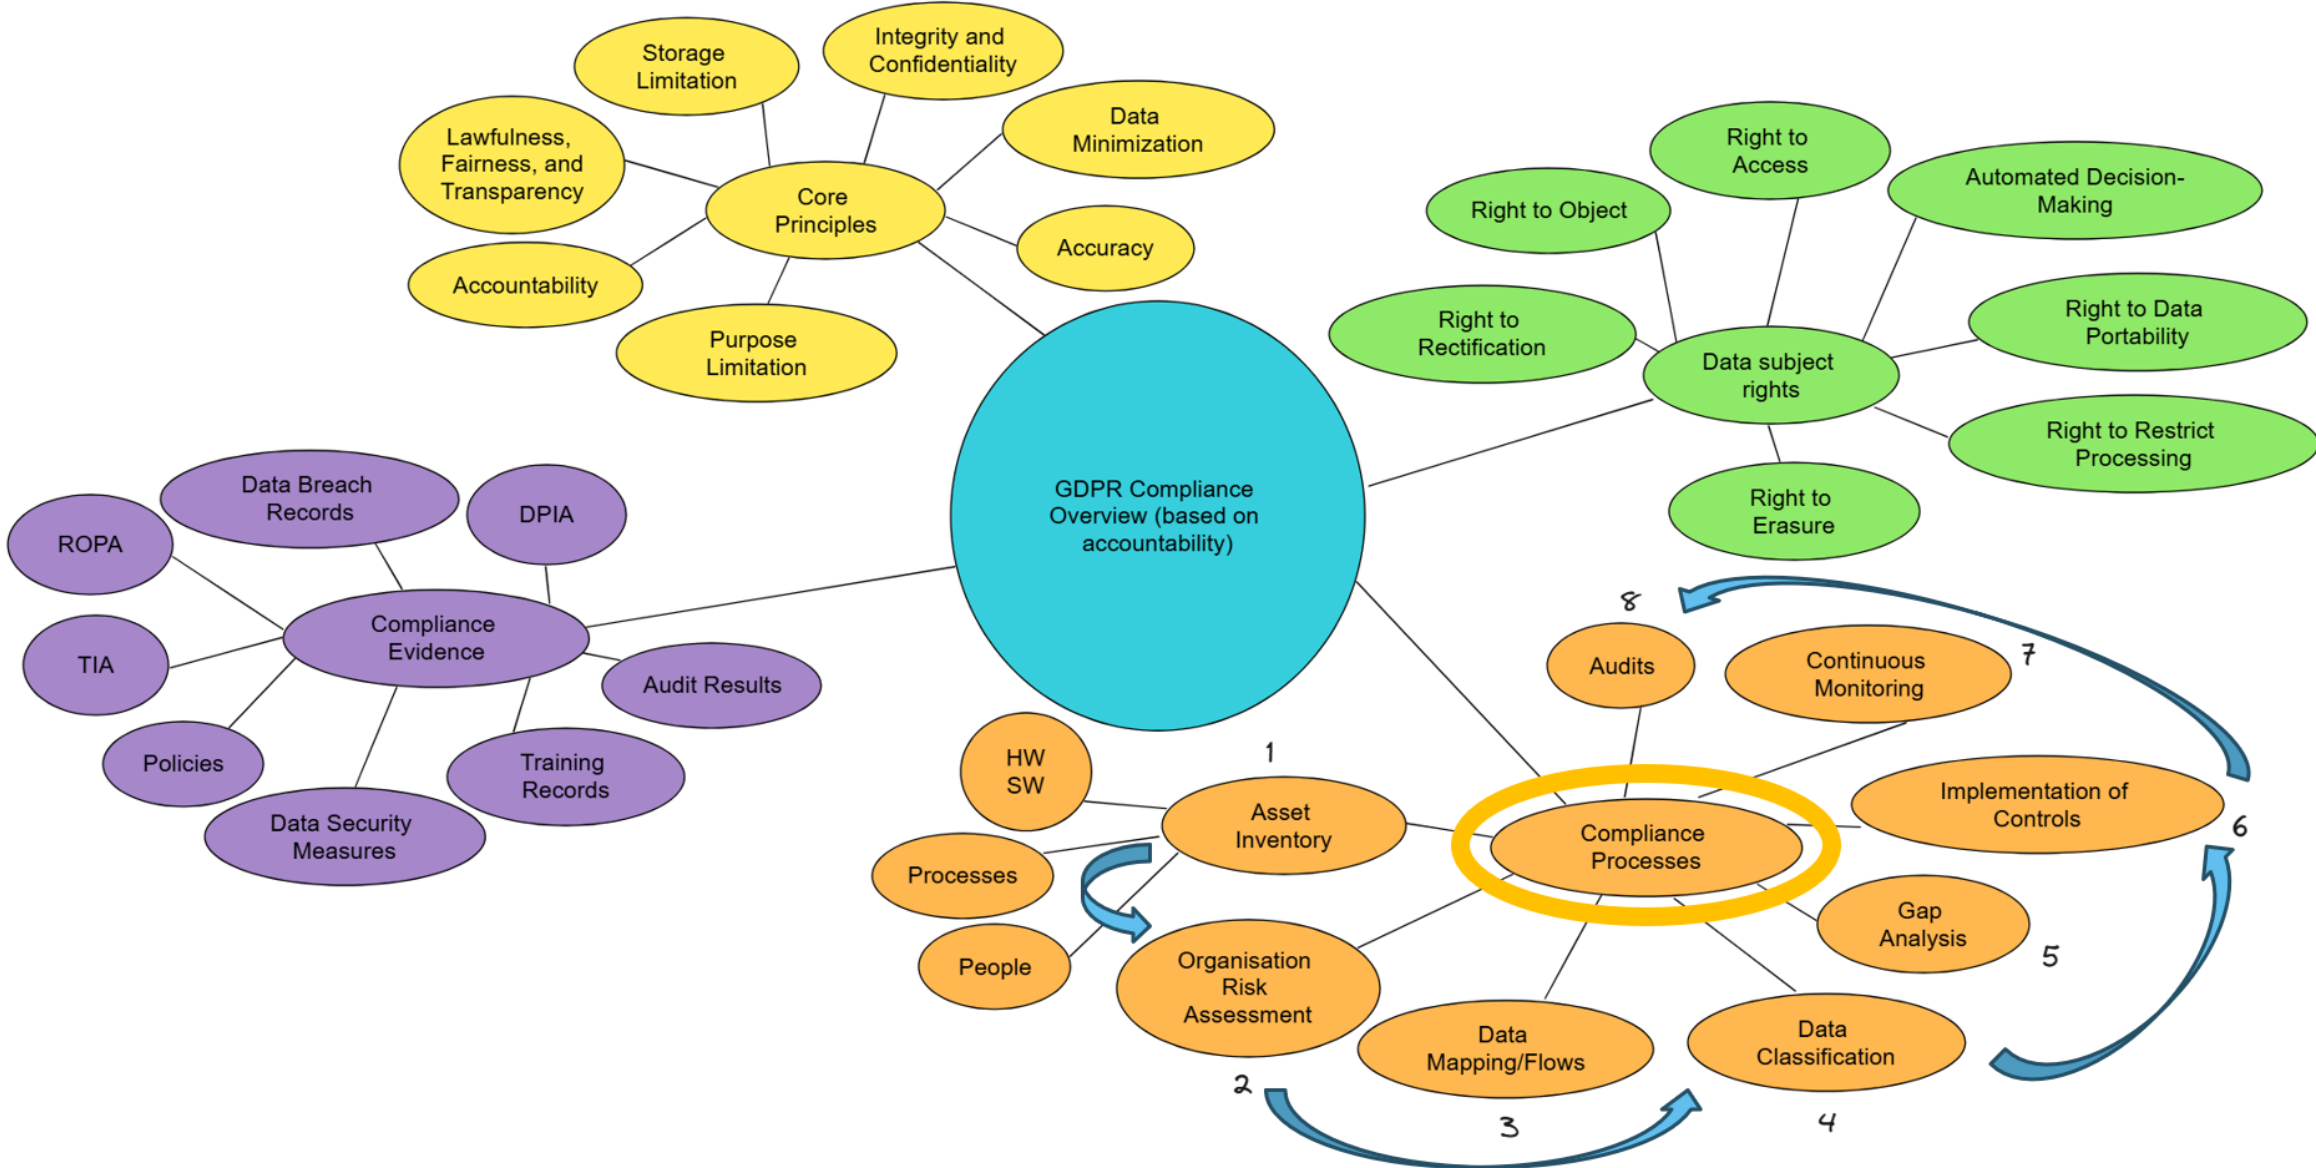 Storage
Limitation
Integrity and
Confidentiality
Data
Minimization
Lawfulness,
Fairness, and
Transparency
Core
Principles
Accuracy
Accountability
Purpose
Limitation
Right to
Access
Automated Decision-
Making
Right to Object
Right to
Rectification
Right to Data
Portability
Data subject
rights
Right to Restrict
Processing
Right to
Erasure
GDPR Compliance
Overview (based on
accountability)
Data Breach
Records
DPIA
ROPA
Compliance
Evidence
TIA
Audit Results
Policies
Training
Records
Data Security
Measures
8
Audits
Continuous
Monitoring
7
HW
SW
1
Asset
Inventory
Implementation of
Controls
6
Compliance
Processes
Processes
Gap
Analysis
5
People
Organisation
Risk
Assessment
2
Data
Mapping/Flows
3
Data
Classification
4